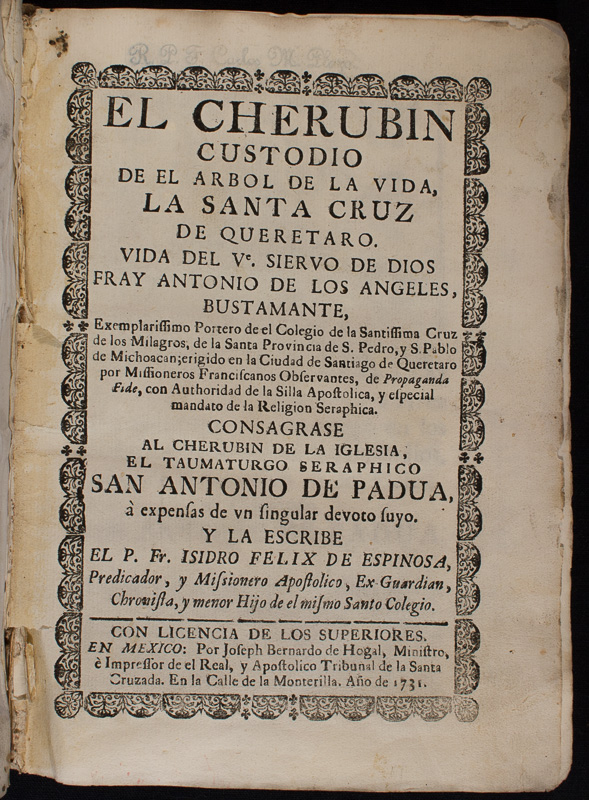 EL CHERUBIN
CUSTODIO
DE EL ARBOL DE LA VIDA,
LA SANTA CRUZ
DE QUERETARO.
VIDA DEL Vᵉ. SIERVO DE DIOS
FRAY ANTONIO DE LOS ANGELES,
BUSTAMANTE,
Exemplariſſimo Portero de el Colegio de la Santiſſima Cruz
de los Milagros, de la Santa Provincia de S. Pedro, y S. Pablo
de Michoacan; erigido en la Ciudad de Santiago de Queretaro
por Miſſioneros Franciſcanos Obſervantes, de Propaganda
Fide, con Authoridad de la Silla Apoſtolica, y eſpecial
mandato de la Religion Seraphica.
CONSAGRASE
AL CHERUBIN DE LA IGLESIA,
EL TAUMATURGO SERAPHICO
SAN ANTONIO DE PADUA,
à expenſas de vn ſingular devoto ſuyo.
Y LA ESCRIBE
EL P. Fr. ISIDRO FELIX DE ESPINOSA,
Predicador, y Miſſionero Apoſtolico, Ex-Guardian,
Chroniſta, y menor Hijo de el miſmo Santo Colegio.
CON LICENCIA DE LOS SUPERIORES.
EN MEXICO: Por Joſeph Bernardo de Hogal, Miniſtro,
è Impreſſor de el Real, y Apoſtolico Tribunal de la Santa
Cruzada. En la Calle de la Monterilla. Año de 1731.